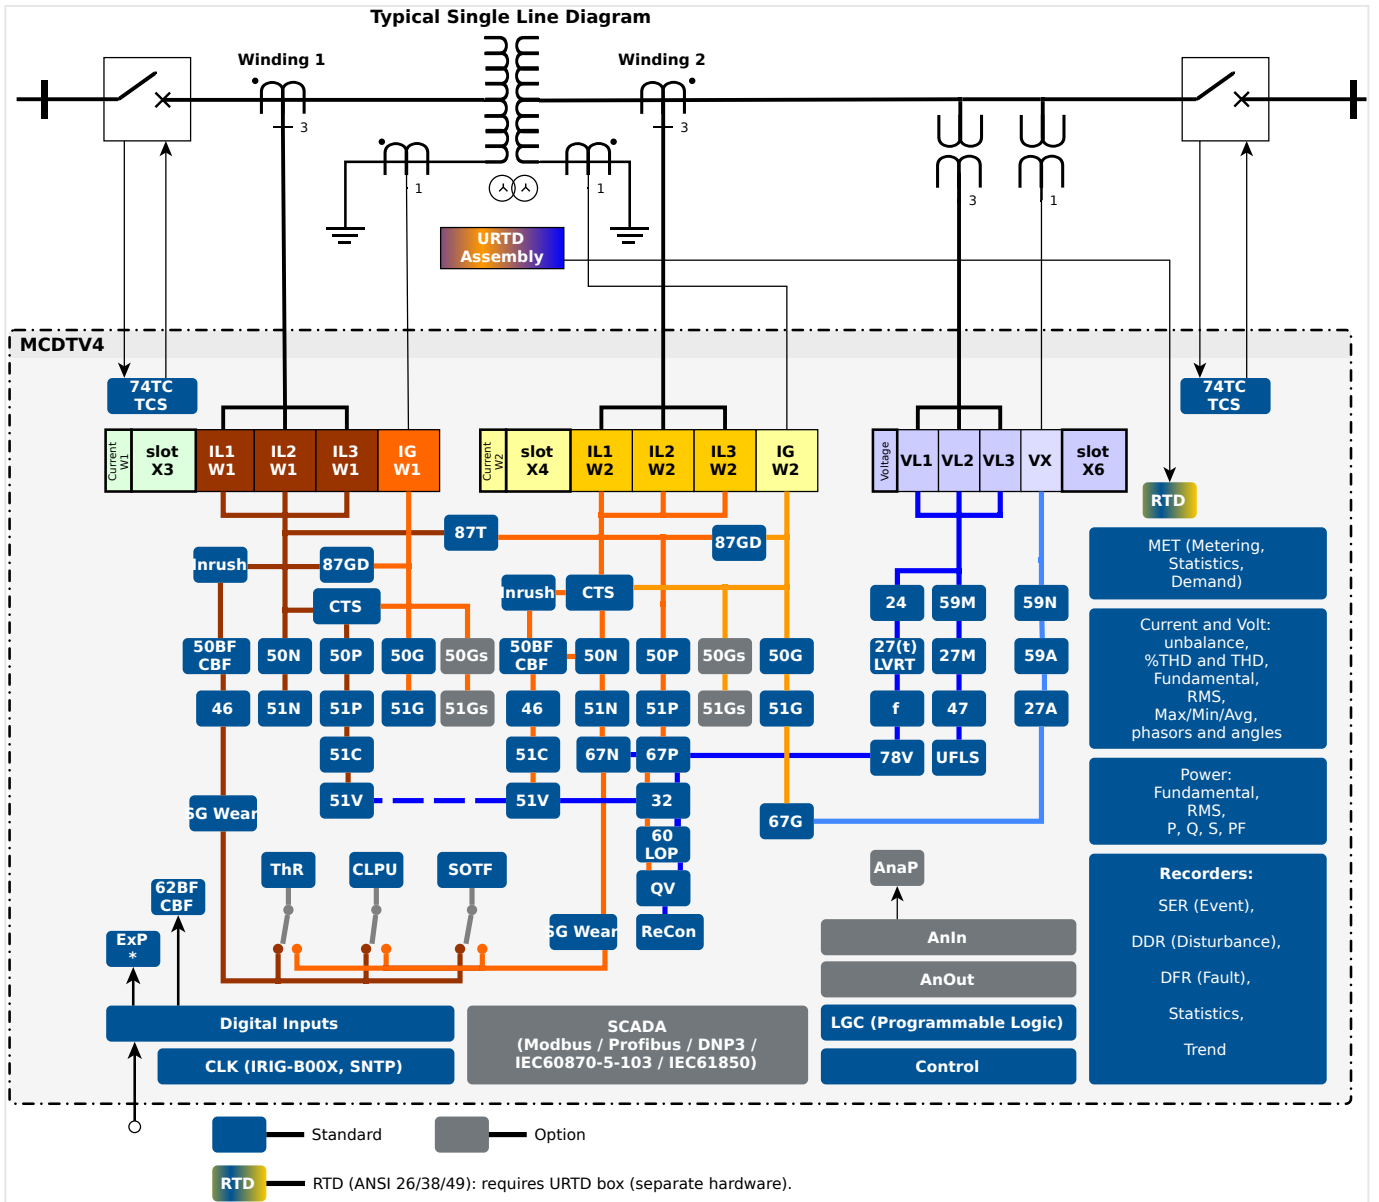 Typical Single Line Diagram
Winding 1
Winding 2
3
3
1
1
3
1
URTD
Assembly
MCDTV4
74TC
TCS
74TC
TCS
Current
W1
slot
X3
IL1
W1
IL2
W1
IL3
W1
IG
W1
Current
W2
slot
X4
IL1
W2
IL2
W2
IL3
W2
IG
W2
Voltage
VL1
VL2
VL3
VX
slot
X6
RTD
87T
87GD
Inrush
87GD
CTS
Inrush
CTS
24
59M
59N
50BF
CBF
50N
50P
50G
50Gs
50BF
CBF
50N
50P
50Gs
50G
27(t)
LVRT
27M
59A
46
51N
51P
51G
51Gs
46
51N
51P
51Gs
51G
f
47
27A
51C
51C
67N
67P
78V
UFLS
51V
51V
32
SG Wear
67G
60
LOP
ThR
CLPU
SOTF
QV
AnaP
62BF
CBF
SG Wear
ReCon
ExP
*
AnIn
AnOut
Digital Inputs
CLK (IRIG-B00X, SNTP)
SCADA
(Modbus / Profibus / DNP3 /
IEC60870-5-103 / IEC61850)
LGC (Programmable Logic)
Control
MET (Metering,
Statistics,
Demand)
Current and Volt:
unbalance,
%THD and THD,
Fundamental,
RMS,
Max/Min/Avg,
phasors and angles
Power:
Fundamental,
RMS,
P, Q, S, PF
Recorders:
SER (Event),
DDR (Disturbance),
DFR (Fault),
Statistics,
Trend
Standard
Option
RTD
RTD (ANSI 26/38/49): requires URTD box (separate hardware).